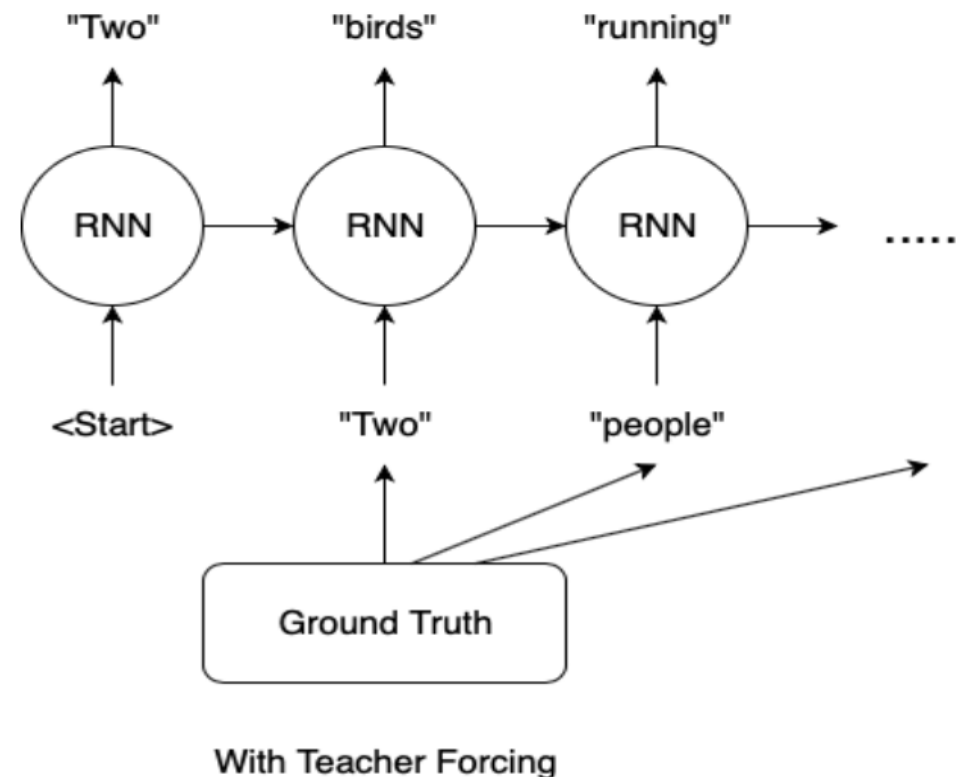 "Two" "birds" "running"
RNN RNN RNN .....
<Start> "Two" "people"
Ground Truth
With Teacher Forcing